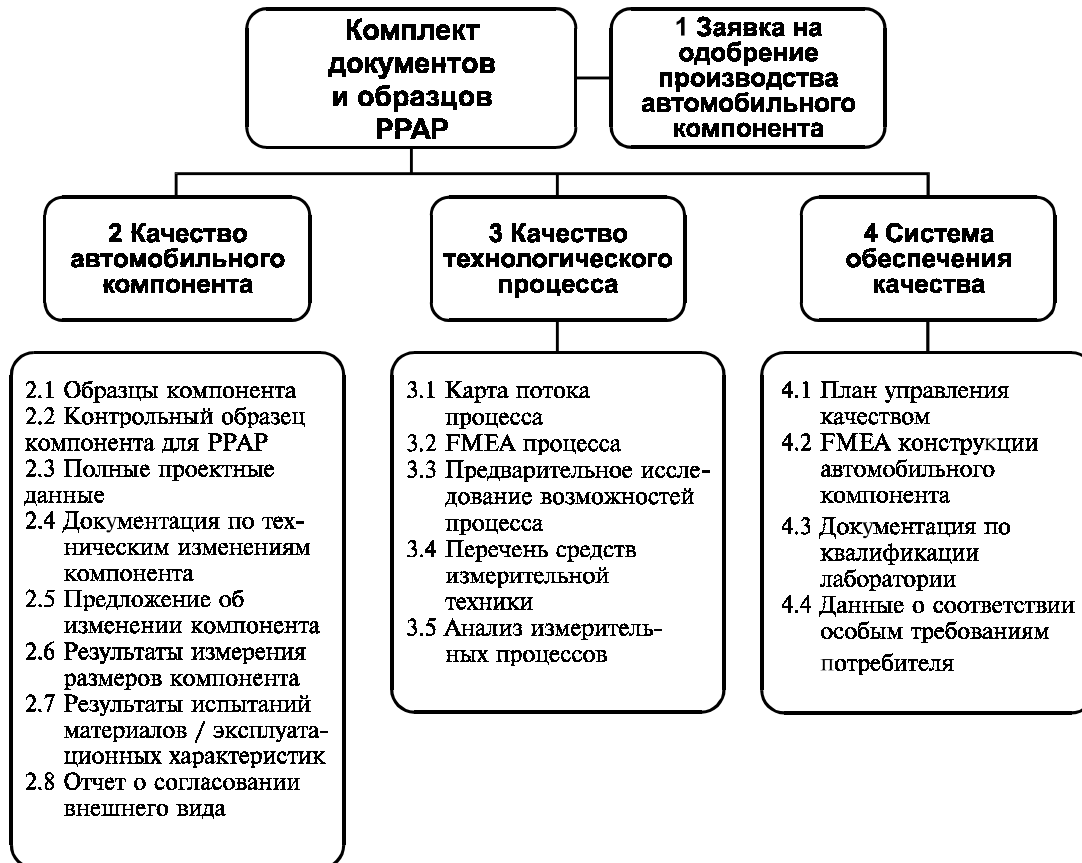 Комплект
документов
и образцов
PPAP
1 Заявка на
одобрение
производства
автомобильного
компонента
2 Качество
автомобильного
компонента
3 Качество
технологического
процесса
4 Система
обеспечения
качества
2.1 Образцы компонента
2.2 Контрольный образец
компонента для PPAP
2.3 Полные проектные
данные
2.4 Документация по тех-
ническим изменениям
компонента
2.5 Предложение об
изменении компонента
2.6 Результаты измерения
размеров компонента
2.7 Результаты испытаний
материалов / эксплуата-
ционных характеристик
2.8 Отчет о согласовании
внешнего вида
3.1 Карта потока
процесса
3.2 FMEA процесса
3.3 Предварительное иссле-
дование возможностей
процесса
3.4 Перечень средств
измерительной
техники
3.5 Анализ измеритель-
ных процессов
4.1 План управления
качеством
4.2 FMEA конструкции
автомобильного
компонента
4.3 Документация по
квалификации
лаборатории
4.4 Данные о соответствии
особым требованиям
потребителя